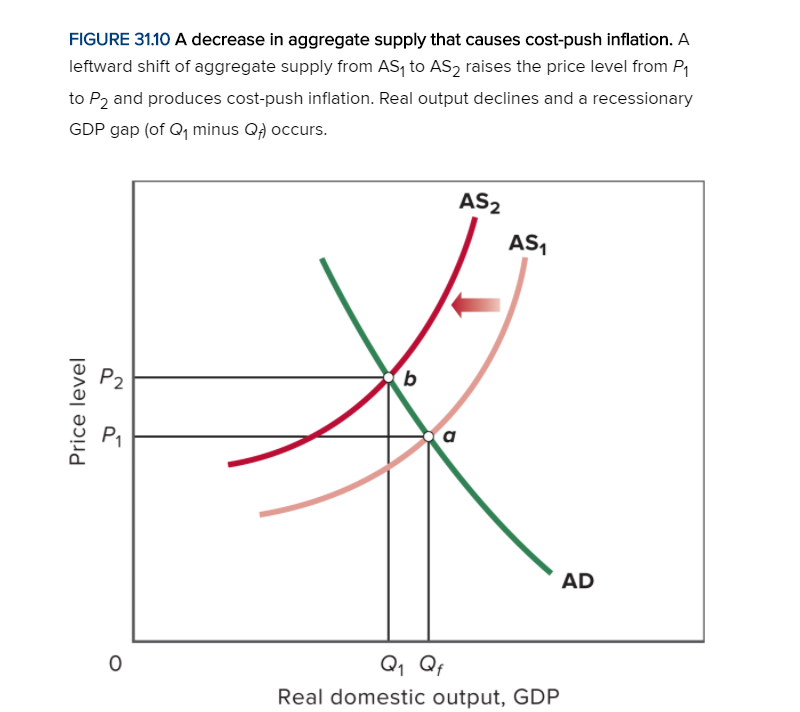 FIGURE 31.10 A decrease in aggregate supply that causes cost-push inflation. A
leftward shift of aggregate supply from AS₁ to AS₂ raises the price level from P₁
to P₂ and produces cost-push inflation. Real output declines and a recessionary
GDP gap (of Q₁ minus Qf) occurs.
AS₂
AS₁
Price level
P₂
b
P₁
a
AD
0
Q₁ Qf
Real domestic output, GDP